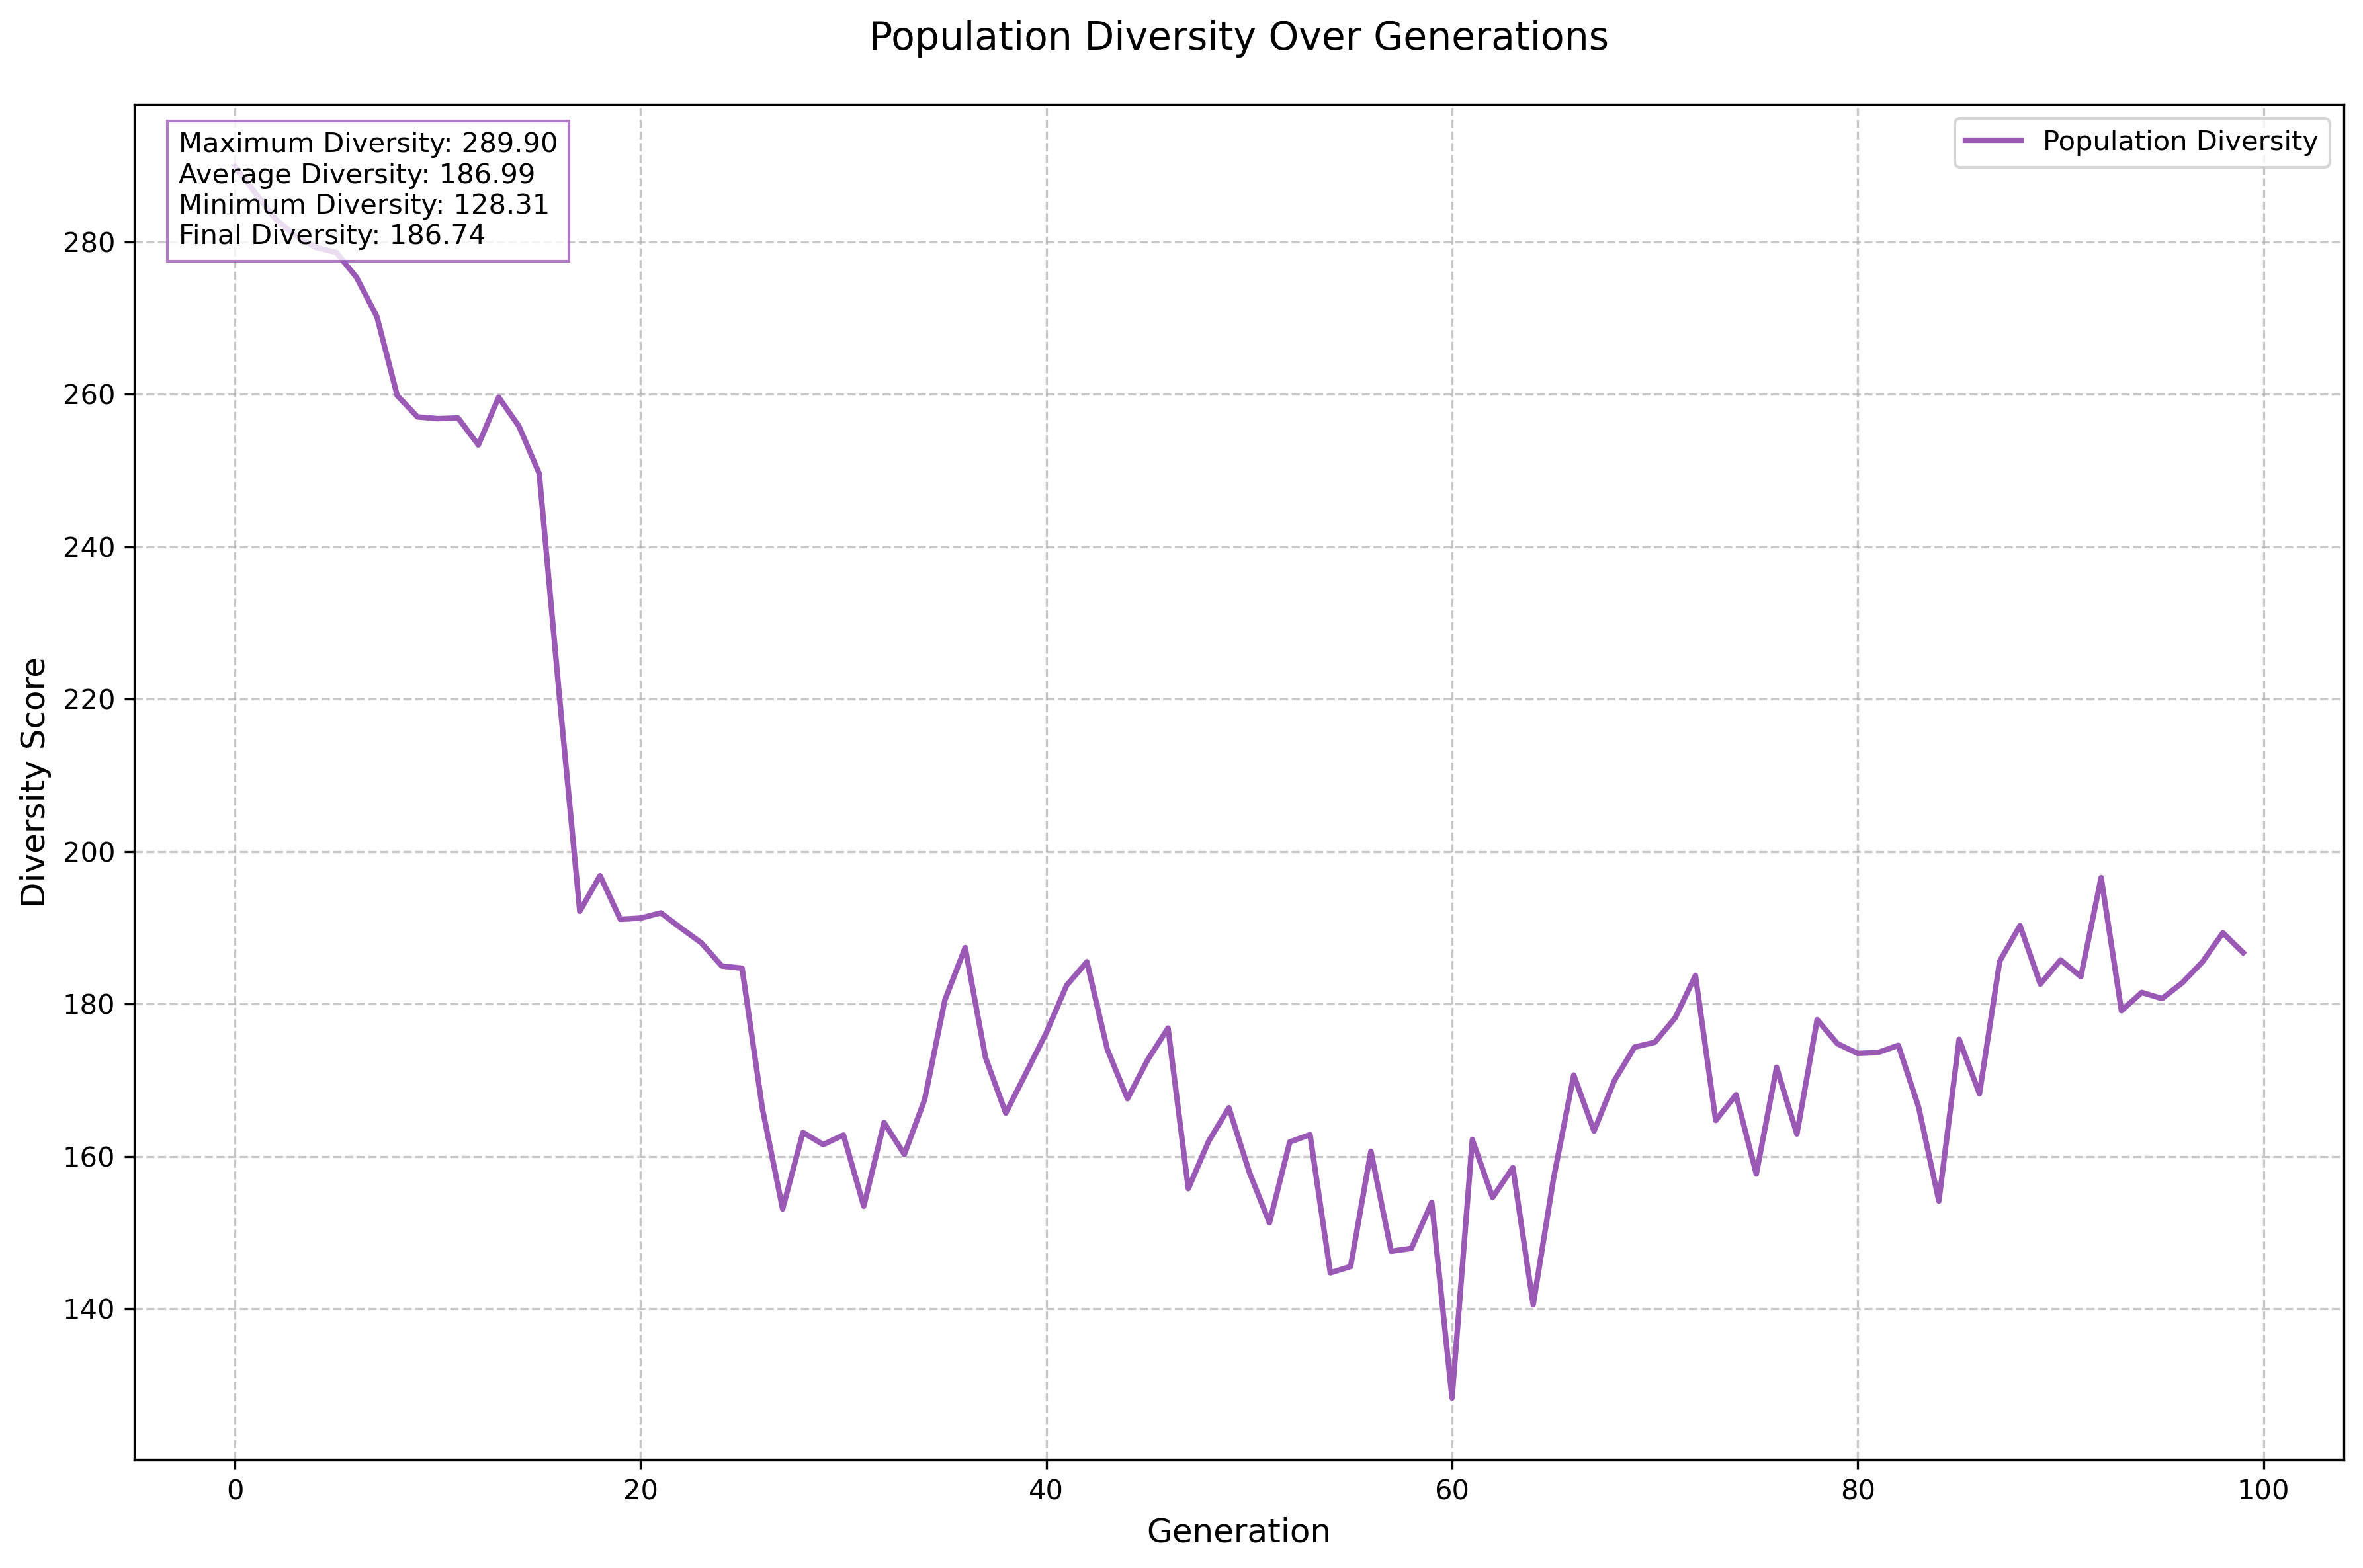 Population Diversity Over Generations
Maximum Diversity: 289.90
Average Diversity: 186.99
Minimum Diversity: 128.31
Final Diversity: 186.74
Population Diversity
280
260
240
220
200
180
160
140
Diversity Score
0 20 40 60 80 100
Generation